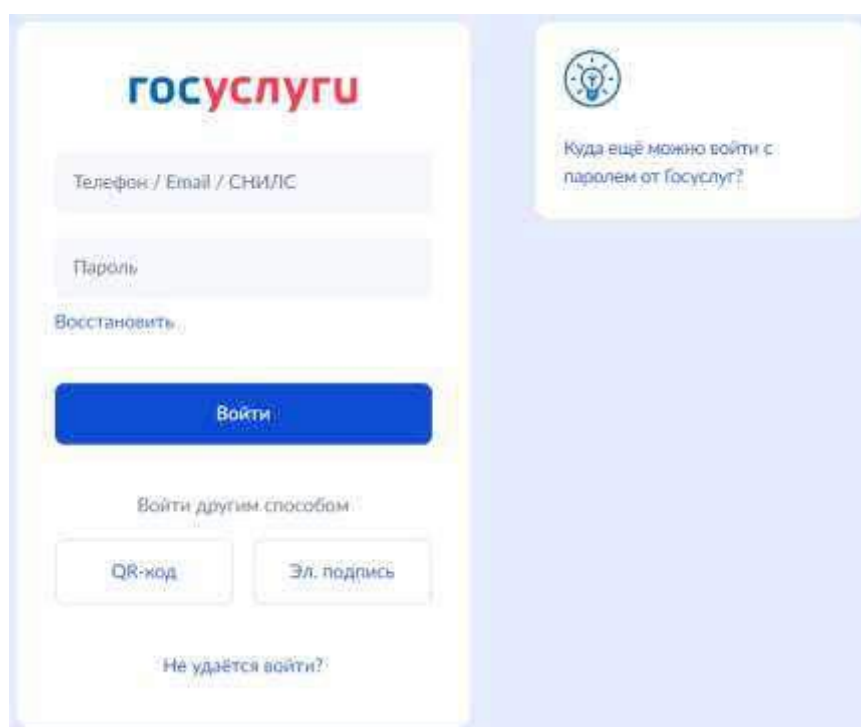 госуслуги
Телефон / Email / СНИЛС
Пароль
Восстановить
Войти
Войти другим способом
QR-код
Эл. подпись
Не удаётся войти?
Куда ещё можно войти с
паролем от Госуслуг?